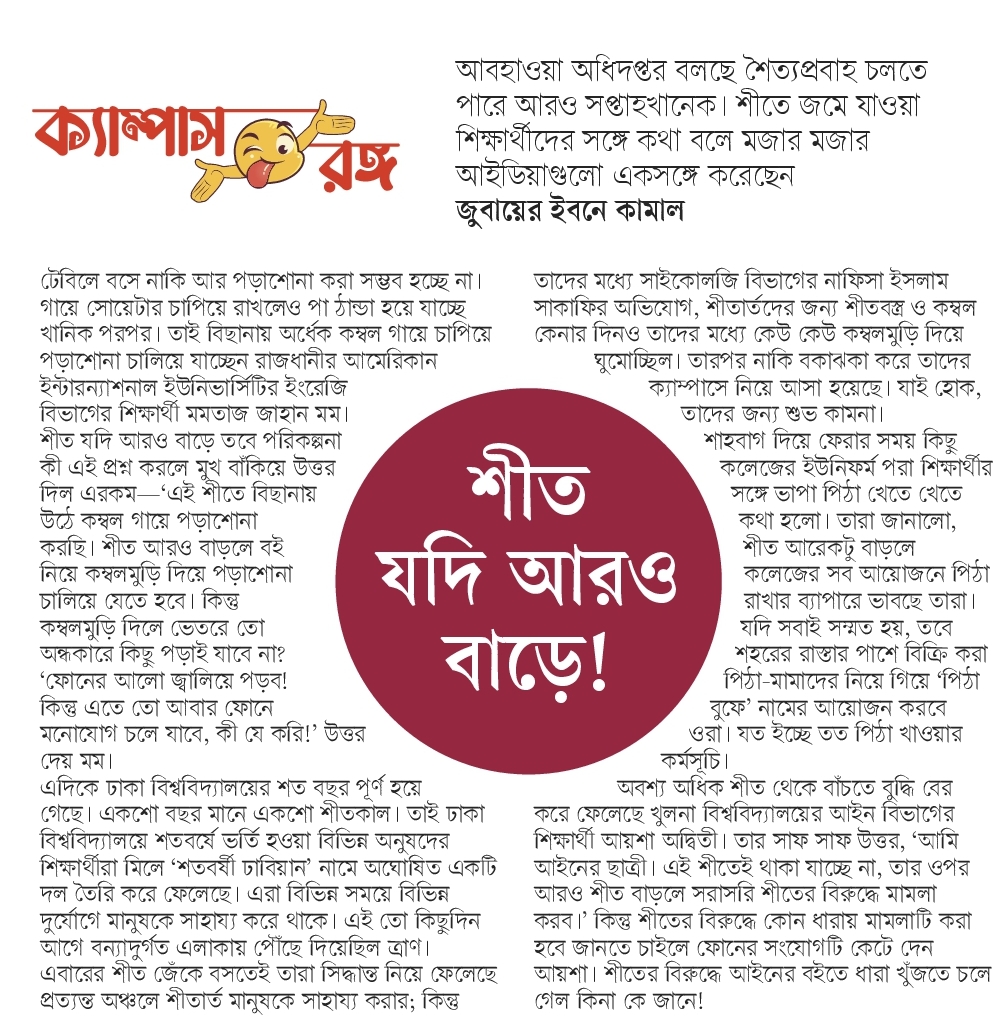 ক্যাম্পাস
রঙ্গ
আবহাওয়া অধিদপ্তর বলছে শৈত্যপ্রবাহ চলতে
পারে আরও সপ্তাহখানেক। শীতে জমে যাওয়া
শিক্ষার্থীদের সঙ্গে কথা বলে মজার মজার
আইডিয়াগুলো একসঙ্গে করেছেন
জুবায়ের ইবনে কামাল
টেবিলে বসে নাকি আর পড়াশোনা করা সম্ভব হচ্ছে না।
গায়ে সোয়েটার চাপিয়ে রাখলেও পা ঠান্ডা হয়ে যাচ্ছে
খানিক পরপর। তাই বিছানায় অর্ধেক কম্বল গায়ে চাপিয়ে
পড়াশোনা চালিয়ে যাচ্ছেন রাজধানীর আমেরিকান
ইন্টারন্যাশনাল ইউনিভার্সিটির ইংরেজি
বিভাগের শিক্ষার্থী মমতাজ জাহান মম।
শীত যদি আরও বাড়ে তবে পরিকল্পনা
কী এই প্রশ্ন করলে মুখ বাঁকিয়ে উত্তর
দিল এরকম—‘এই শীতে বিছানায়
উঠে কম্বল গায়ে পড়াশোনা
করছি। শীত আরও বাড়লে বই
নিয়ে কম্বলমুড়ি দিয়ে পড়াশোনা
চালিয়ে যেতে হবে। কিন্তু
কম্বলমুড়ি দিলে ভেতরে তো
অন্ধকারে কিছু পড়াই যাবে না?
‘ফোনের আলো জ্বালিয়ে পড়ব!
কিন্তু এতে তো আবার ফোনে
মনোযোগ চলে যাবে, কী যে করি!’ উত্তর
দেয় মম।
এদিকে ঢাকা বিশ্ববিদ্যালয়ের শত বছর পূর্ণ হয়ে
গেছে। একশো বছর মানে একশো শীতকাল। তাই ঢাকা
বিশ্ববিদ্যালয়ে শতবর্ষে ভর্তি হওয়া বিভিন্ন অনুষদের
শিক্ষার্থীরা মিলে ‘শতবর্ষী ঢাবিয়ান’ নামে অঘোষিত একটি
দল তৈরি করে ফেলেছে। এরা বিভিন্ন সময়ে বিভিন্ন
দুর্যোগে মানুষকে সাহায্য করে থাকে। এই তো কিছুদিন
আগে বন্যাদুর্গত এলাকায় পৌঁছে দিয়েছিল ত্রাণ।
এবারের শীত জেঁকে বসতেই তারা সিদ্ধান্ত নিয়ে ফেলেছে
প্রত্যন্ত অঞ্চলে শীতার্ত মানুষকে সাহায্য করার; কিন্তু
শীত
যদি আরও
বাড়ে!
তাদের মধ্যে সাইকোলজি বিভাগের নাফিসা ইসলাম
সাকাফির অভিযোগ, শীতার্তদের জন্য শীতবস্ত্র ও কম্বল
কেনার দিনও তাদের মধ্যে কেউ কেউ কম্বলমুড়ি দিয়ে
ঘুমোচ্ছিল। তারপর নাকি বকাঝকা করে তাদের
ক্যাম্পাসে নিয়ে আসা হয়েছে। যাই হোক,
তাদের জন্য শুভ কামনা।
শাহবাগ দিয়ে ফেরার সময় কিছু
কলেজের ইউনিফর্ম পরা শিক্ষার্থীর
সঙ্গে ভাপা পিঠা খেতে খেতে
কথা হলো। তারা জানালো,
শীত আরেকটু বাড়লে
কলেজের সব আয়োজনে পিঠা
রাখার ব্যাপারে ভাবছে তারা।
যদি সবাই সম্মত হয়, তবে
শহরের রাস্তার পাশে বিক্রি করা
পিঠা-মামাদের নিয়ে গিয়ে ‘পিঠা
বুফে’ নামের আয়োজন করবে
ওরা। যত ইচ্ছে তত পিঠা খাওয়ার
কর্মসূচি।
অবশ্য অধিক শীত থেকে বাঁচতে বুদ্ধি বের
করে ফেলেছে খুলনা বিশ্ববিদ্যালয়ের আইন বিভাগের
শিক্ষার্থী আয়শা অদ্বিতী। তার সাফ সাফ উত্তর, ‘আমি
আইনের ছাত্রী। এই শীতেই থাকা যাচ্ছে না, তার ওপর
আরও শীত বাড়লে সরাসরি শীতের বিরুদ্ধে মামলা
করব।’ কিন্তু শীতের বিরুদ্ধে কোন ধারায় মামলাটি করা
হবে জানতে চাইলে ফোনের সংযোগটি কেটে দেন
আয়শা। শীতের বিরুদ্ধে আইনের বইতে ধারা খুঁজতে চলে
গেল কিনা কে জানে!